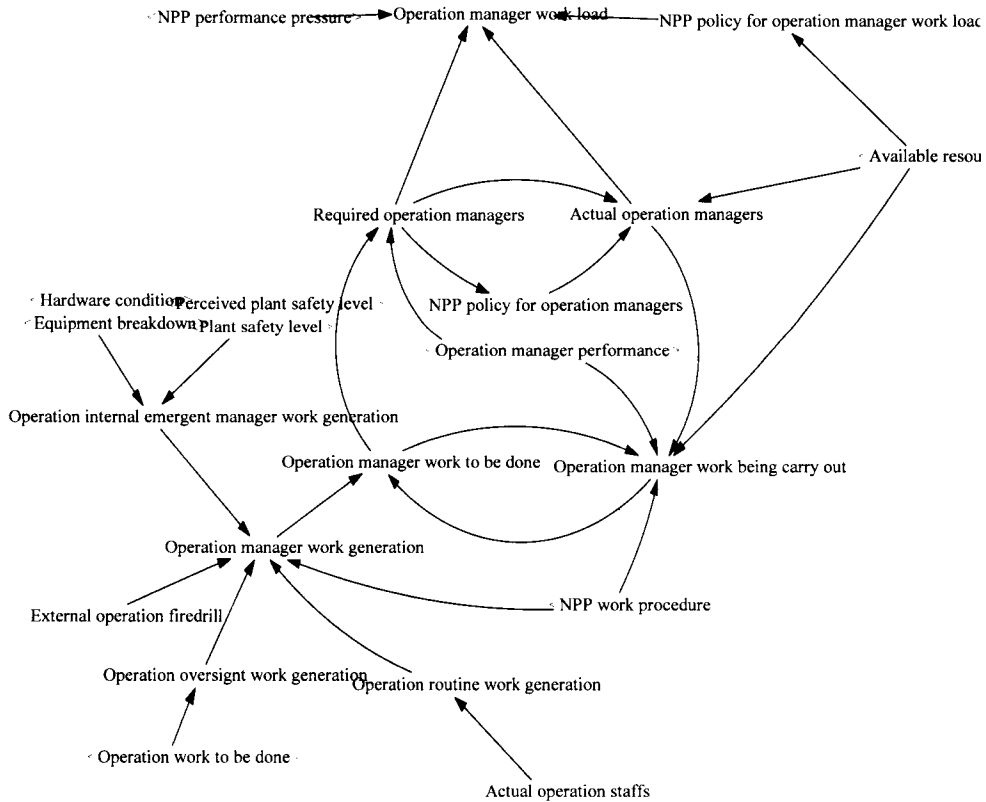 NPP performance pressure
Operation manager work load
NPP policy for operation manager work load
Available resou
Required operation managers
Actual operation managers
Hardware condition
Perceived plant safety level
NPP policy for operation managers
Equipment breakdown
Plant safety level
Operation manager performance
Operation internal emergent manager work generation
Operation manager work to be done
Operation manager work being carry out
Operation manager work generation
NPP work procedure
External operation firedrill
Operation oversignt work generation
Operation routine work generation
Operation work to be done
Actual operation staffs